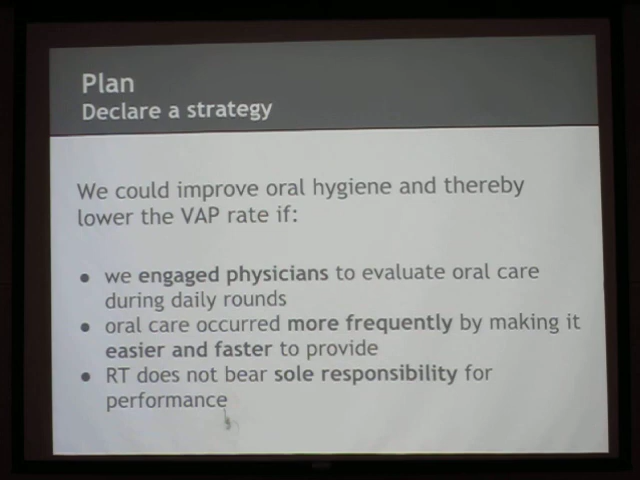 Plan
Declare a strategy
We could improve oral hygiene and thereby
lower the VAP rate if:
● we engaged physicians to evaluate oral care
during daily rounds
● oral care occurred more frequently by making it
easier and faster to provide
● RT does not bear sole responsibility for
performance